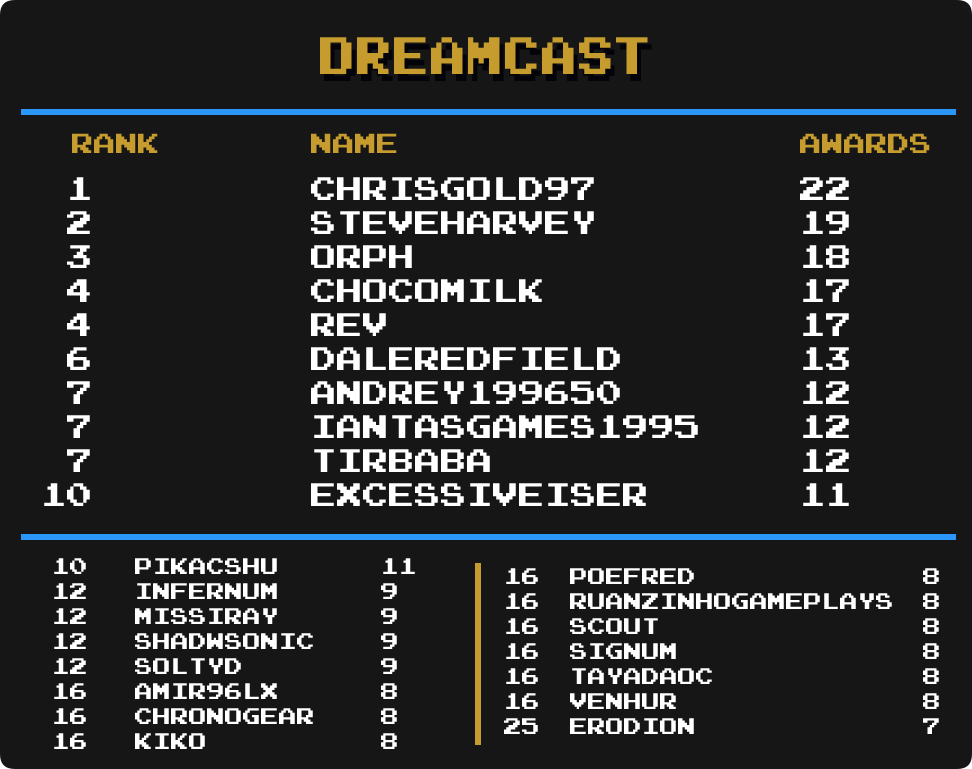 DREAMCAST
RANK NAME AWARDS
1 CHRISGOLD97 22
2 STEVEHARVEY 19
3 ORPH 18
4 CHOCOMILK 17
4 REV 17
6 DALEREDFIELD 13
7 ANDREY199650 12
7 IANTASGAMES1995 12
7 TIRBABA 12
10 EXCESSIVEISER 11
10 PIKACSHU 11
12 INFERNUM 9
12 MISSIRAY 9
12 SHADWSONIC 9
12 SOLTYD 9
16 AMIR96LX 8
16 CHRONOGEAR 8
16 KIKO 8
16 POEFRED 8
16 RUANZINHOGAMEPLAYS 8
16 SCOUT 8
16 SIGNUM 8
16 TAYADAOC 8
16 VENHUR 8
25 ERODION 7